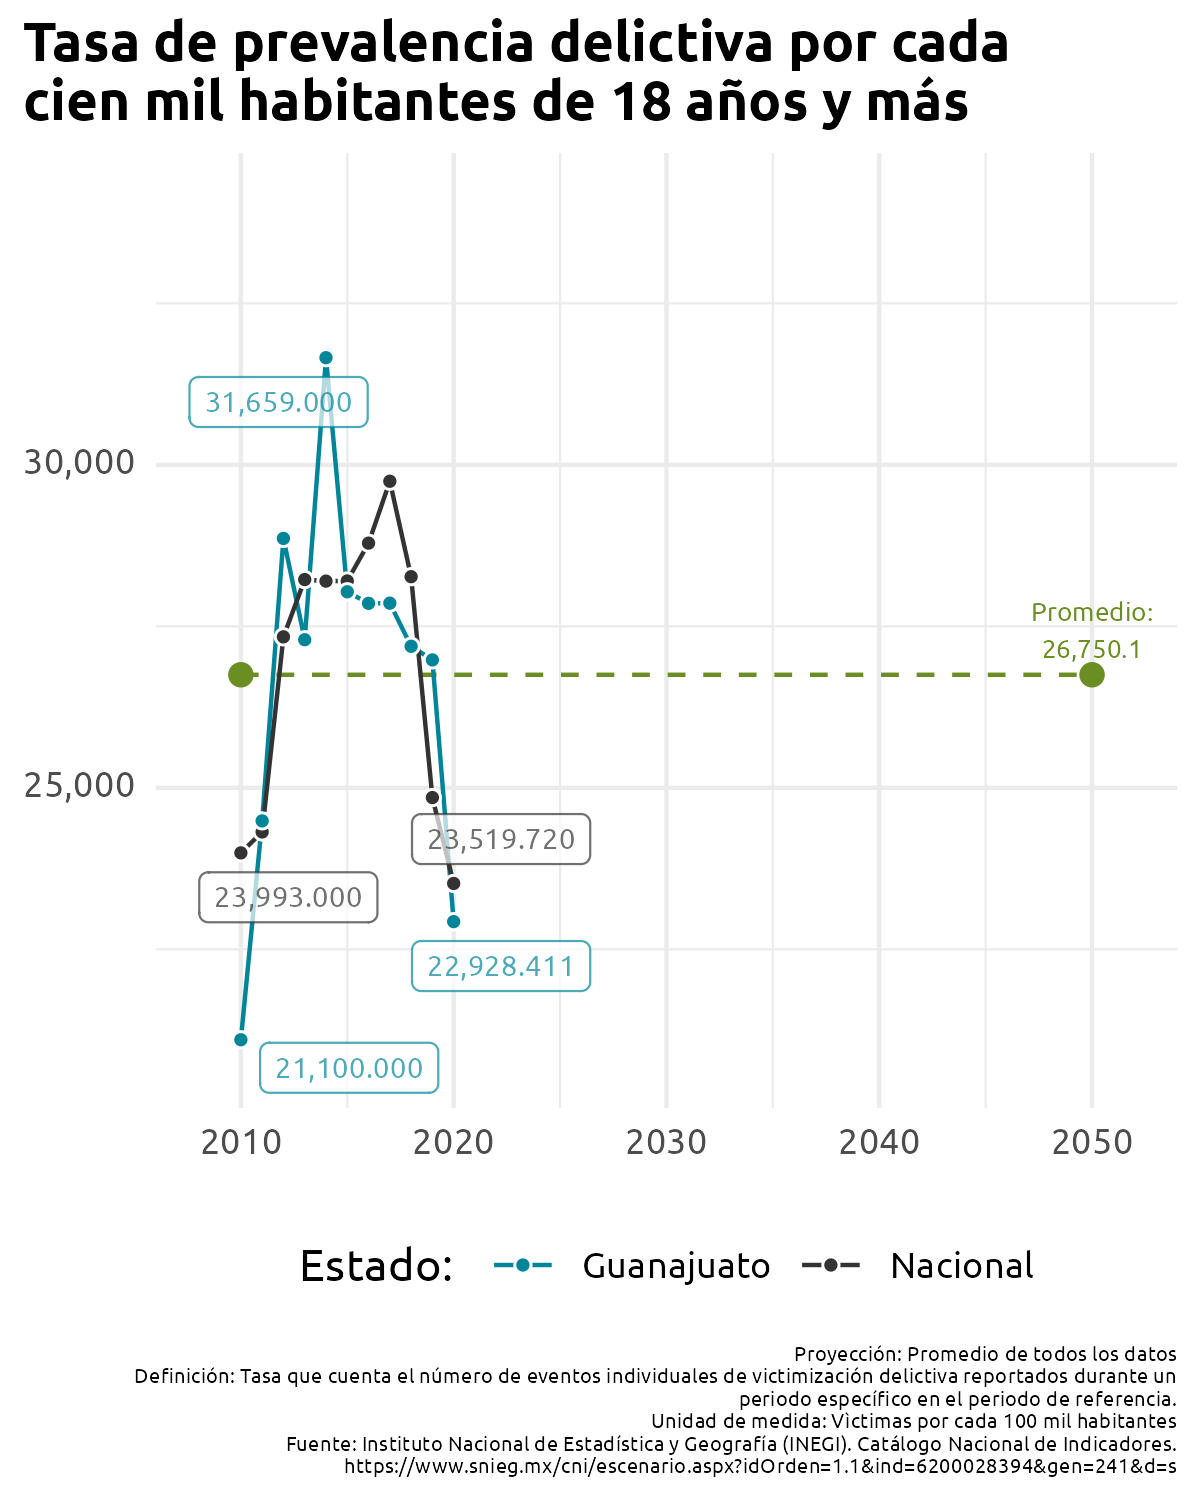 Tasa de prevalencia delictiva por cada
cien mil habitantes de 18 años y más
31,659.000
30,000
Promedio:
26,750.1
25,000
23,519.720
23,993.000
22,928.411
21,100.000
2010 2020 2030 2040 2050
Estado: Guanajuato Nacional
Proyección: Promedio de todos los datos
Definición: Tasa que cuenta el número de eventos individuales de victimización delictiva reportados durante un
periodo específico en el periodo de referencia.
Unidad de medida: Vìctimas por cada 100 mil habitantes
Fuente: Instituto Nacional de Estadística y Geografía (INEGI). Catálogo Nacional de Indicadores.
https://www.snieg.mx/cni/escenario.aspx?idOrden=1.1&ind=6200028394&gen=241&d=s